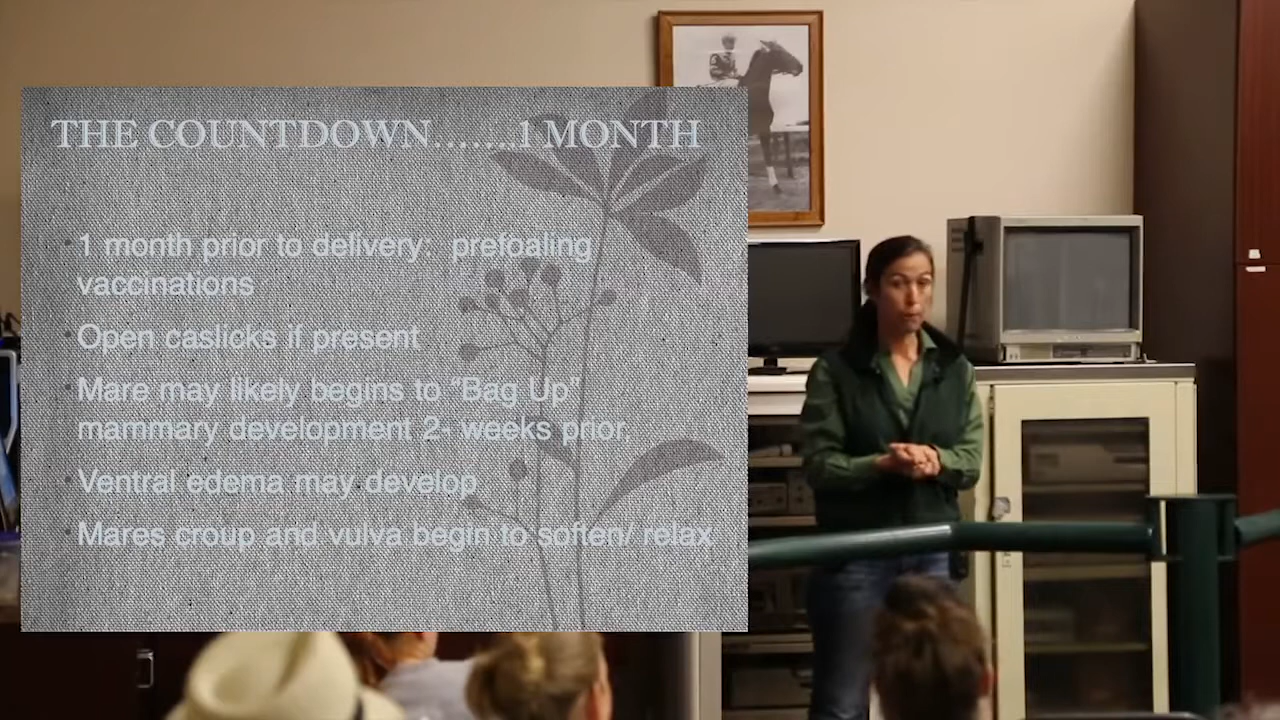 THE COUNTDOWN…….1 MONTH
1 month prior to delivery: prefoaling
vaccinations
Open caslicks if present
Mare may likely begins to "Bag Up"
mammary development 2- weeks prior,
Ventral edema may develop
Mares croup and vulva begin to soften/ relax